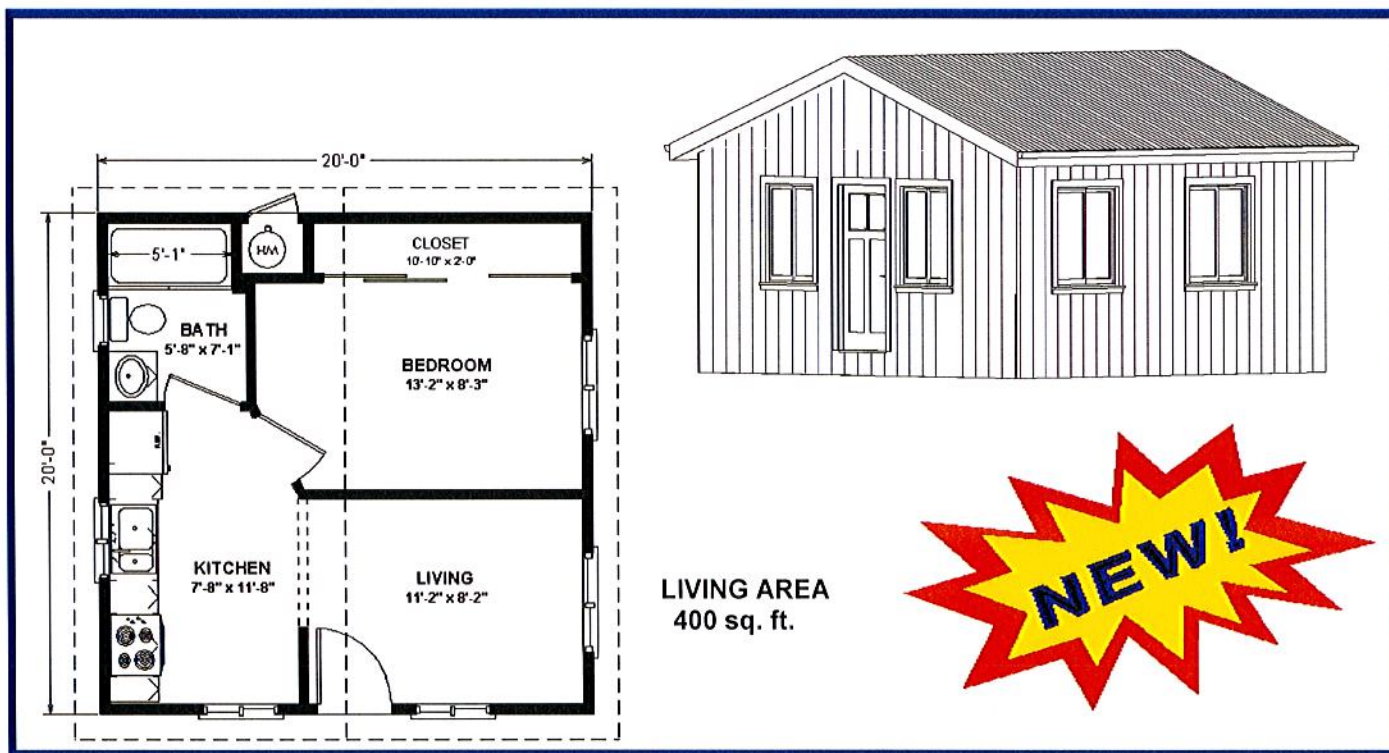 20'-0"
20'-0"
5'-1"
WH
CLOSET
10'-10" x 2'-0"
BATH
5'-8" x 7'-1"
BEDROOM
13'-2" x 8'-3"
KITCHEN
7'-8" x 11'-8"
LIVING
11'-2" x 8'-2"
LIVING AREA
400 sq. ft.
NEW!